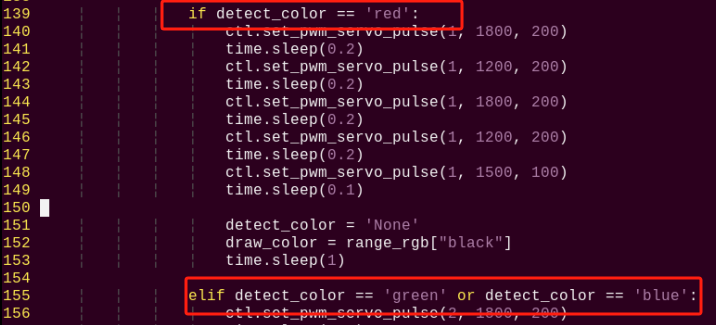 139 if detect_color == 'red':
140 ctl.set_pwm_servo_pulse(1, 1800, 200)
141 time.sleep(0.2)
142 ctl.set_pwm_servo_pulse(1, 1200, 200)
143 time.sleep(0.2)
144 ctl.set_pwm_servo_pulse(1, 1800, 200)
145 time.sleep(0.2)
146 ctl.set_pwm_servo_pulse(1, 1200, 200)
147 time.sleep(0.2)
148 ctl.set_pwm_servo_pulse(1, 1500, 100)
149 time.sleep(0.1)
150
151 detect_color = 'None'
152 draw_color = range_rgb["black"]
153 time.sleep(1)
154
155 elif detect_color == 'green' or detect_color == 'blue':
156 ctl.set_pwm_servo_pulse(2, 1800, 200)